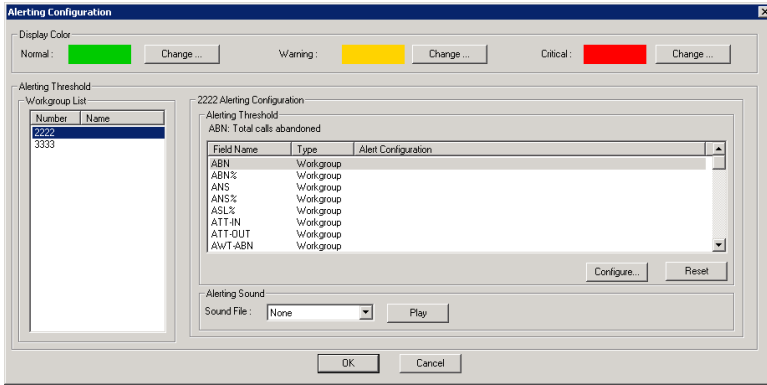 Alerting Configuration
Display Color
Normal : Change ... Warning : Change ... Critical : Change ...
Alerting Threshold
Workgroup List
Number Name
2222
3333
2222 Alerting Configuration
Alerting Threshold
ABN: Total calls abandoned
Field Name Type Alert Configuration
ABN Workgroup
ABN% Workgroup
ANS Workgroup
ANS% Workgroup
ASL% Workgroup
ATT-IN Workgroup
ATT-OUT Workgroup
AWT-ABN Workgroup
Configure... Reset
Alerting Sound
Sound File : None Play
OK Cancel